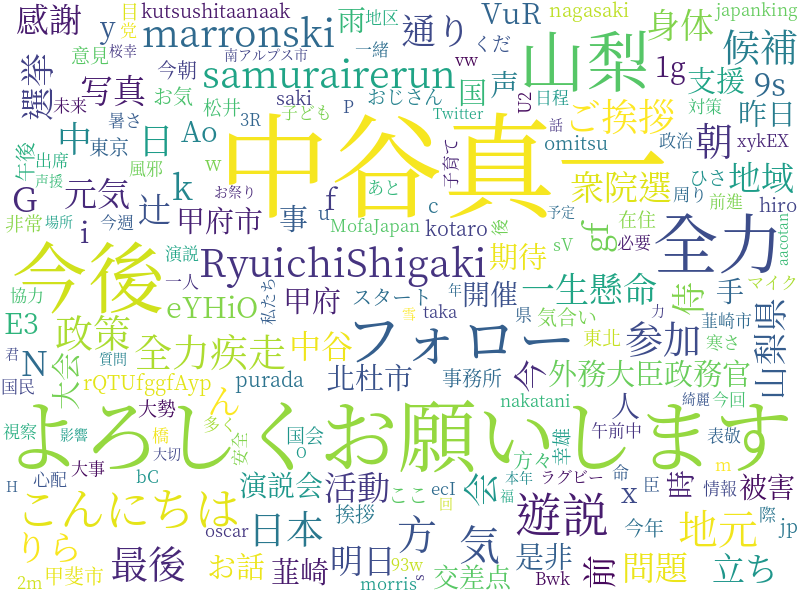 感謝
y
目
党
kutsushitaanaak
雨
地区
VuR
nagasaki
身体
japanking
候補
意見
桜幸
marronski
南アルプス市
一緒
通り
くだ
山梨
1g
支援
9s
選挙
写真
今朝
お気
samurairerun
国
声
vw
U2
日程
対策
未来
松井
saki
おじさん
P
Twitter
暑さ
3R
子ども
話
昨日
中
日
東京
Ao
中谷真一
ご挨拶
omitsu
政治
朝
xykEX
午後
出席
声援
風邪
w
あと
子育て
衆院選
ひさ
周り
地域
G
元気
辻
k
お祭り
f
前進
hiro
非常
場所
i
今週
甲府市
事
u
MofaJapan
c
kotaro
後
予定
gf
在住
必要
全力
aacotan
今後
演説
一人
RyuichiShigaki
期待
sV
手
マイク
協力
E3
政策
eYHiO
私たち
甲府
スタート
年
開催
一生懸命
侍
韮崎市
山梨県
君
N
大会
全力疾走
中谷
雪
taka
フォロー
県
気合い
東北
力
参加
寒さ
国民
質問
rQTUfggfAyp
purada
北杜市
事務所
今
外務大臣政務官
大勢
ん
nakatani
人
綺麗
今回
よろしくお願いします
視察
影響
橋
多く
安全
国会
O
演説会
方々
幸雄
午前中
表敬
大切
H
心配
大事
bC
活動
ここ
ecI
会
本年
福
ラグビー
命
臣
時
m
情報
被害
こんにちは
日本
挨拶
方
気
回
遊説
x
今年
地元
際
jp
りら
最後
oscar
お話
韮崎
明日
93w
s
交差点
是非
前
問題
立ち
2m
甲斐市
morris
Bwk